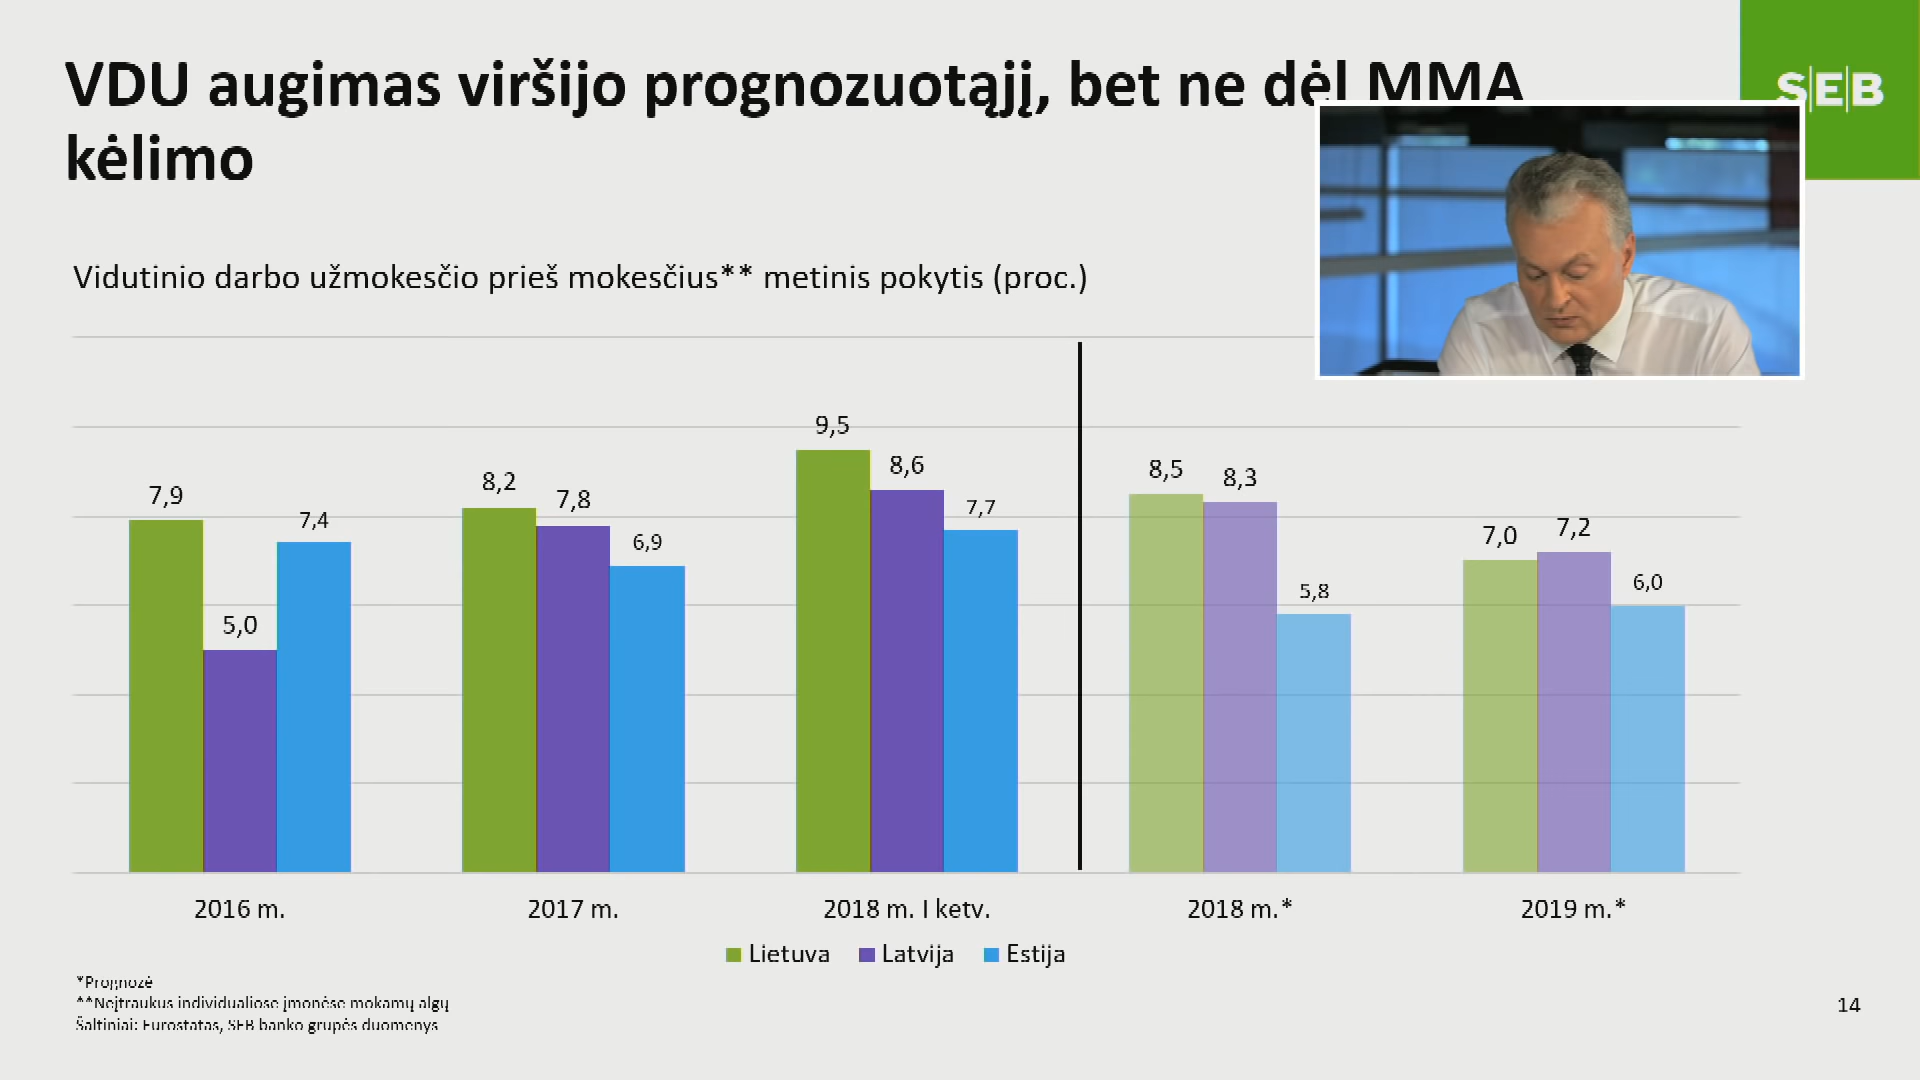 VDU augimas viršijo prognozuotąjį, bet ne dėl MMA
kėlimo
S|E|B
Vidutinio darbo užmokesčio prieš mokesčius** metinis pokytis (proc.)
7,9 5,0 7,4
8,2 7,8 6,9
9,5 8,6 7,7
8,5 8,3 5,8
7,0 7,2 6,0
2016 m. 2017 m. 2018 m. I ketv. 2018 m.* 2019 m.*
Lietuva Latvija Estija
*Prognozė
**Neįtraukus individualiose įmonėse mokamų algų
Šaltiniai: Eurostatas, SEB banko grupės duomenys
14